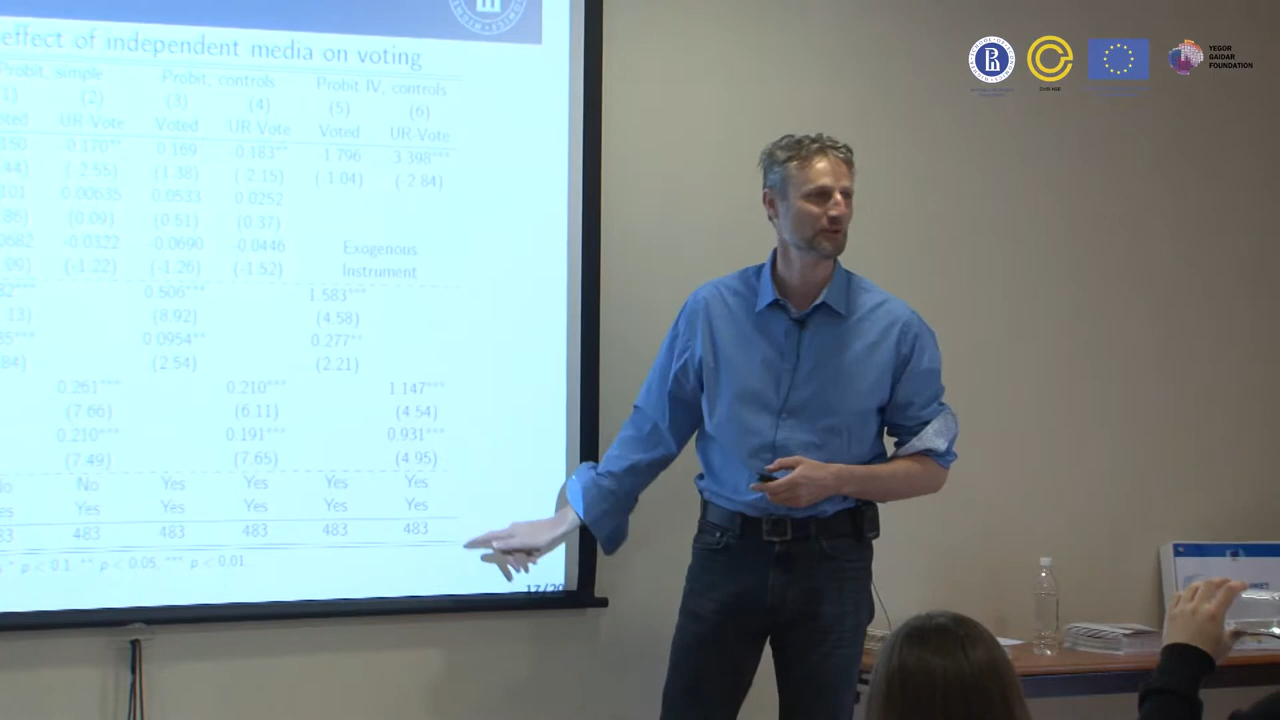 effect of independent media on voting
Probit, simple Probit, controls Probit IV, controls
(2) (3) (4) (5) (6)
UR-Vote Voted UR-Vote Voted UR-Vote
-0.170** 0.169 -0.183** 1.796 3.398***
(-2.55) (1.38) (-2.15) (-1.04) (-2.84)
0.00635 0.0533 0.0252
(0.09) (0.51) (0.37)
-0.0322 -0.0690 -0.0446 Exogenous
(-1.22) (-1.26) (-1.52) Instrument
0.506*** 1.583***
(8.92) (4.58)
0.0954** 0.277**
(2.54) (2.21)
0.261*** 0.210*** 1.147***
(7.66) (6.11) (4.54)
0.210*** 0.191*** 0.931***
(7.49) (7.65) (4.95)
No Yes Yes Yes Yes
Yes Yes Yes Yes Yes
483 483 483 483 483
* p < 0.1, ** p < 0.05, *** p < 0.01
17/20
YEGOR
GAIDAR
FOUNDATION